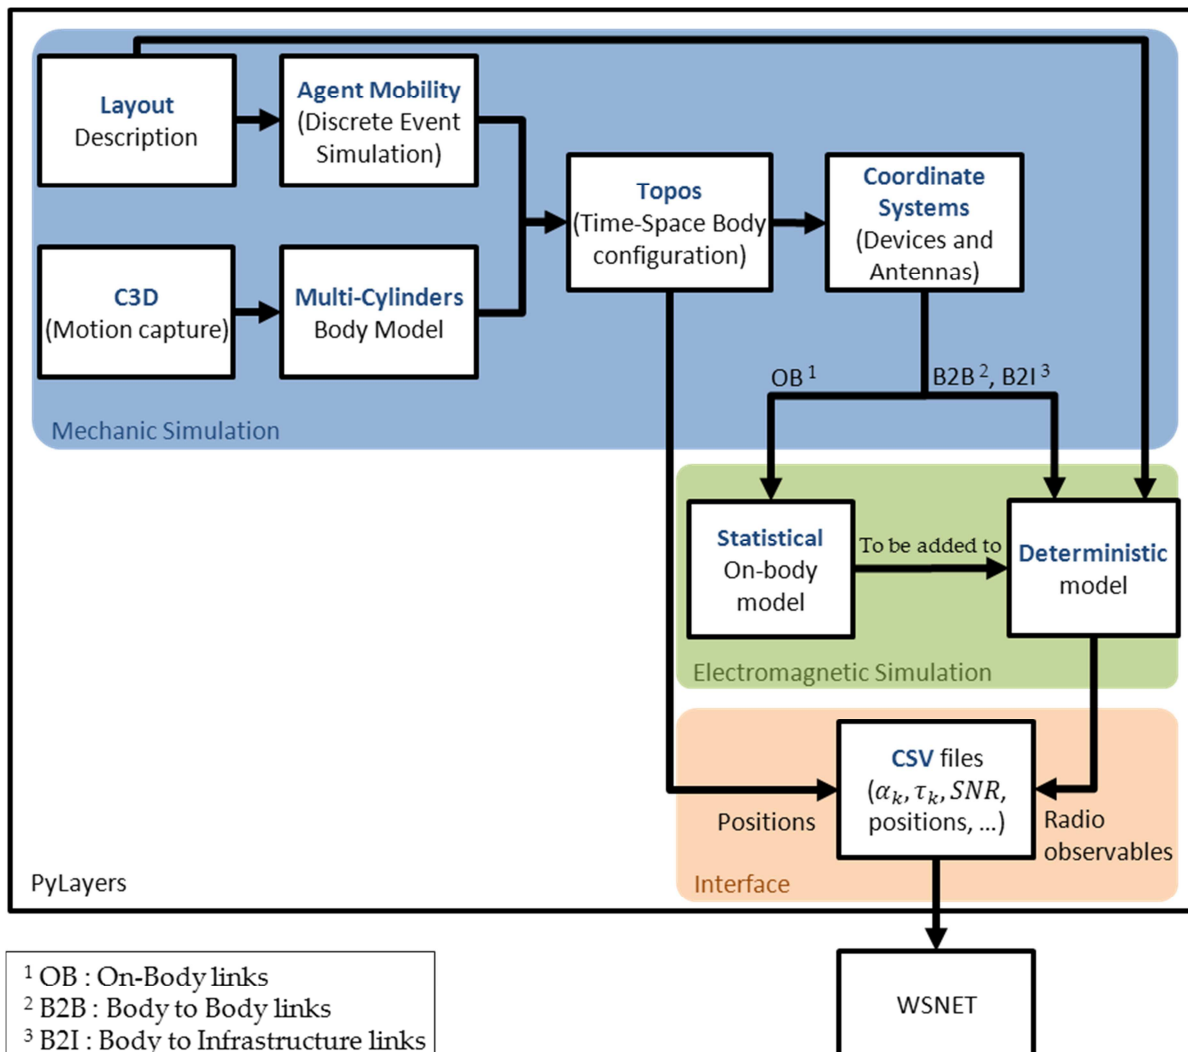 Layout
Description
Agent Mobility
(Discrete Event
Simulation)
C3D
(Motion capture)
Multi-Cylinders
Body Model
Topos
(Time-Space Body
configuration)
Coordinate
Systems
(Devices and
Antennas)
OB ¹
B2B ², B2I ³
Mechanic Simulation
Statistical
On-body
model
To be added to
Deterministic
model
Electromagnetic Simulation
CSV files
(αₖ, τₖ, SNR,
positions, ...)
Positions
Radio
observables
Interface
PyLayers
WSNET
¹ OB : On-Body links
² B2B : Body to Body links
³ B2I : Body to Infrastructure links